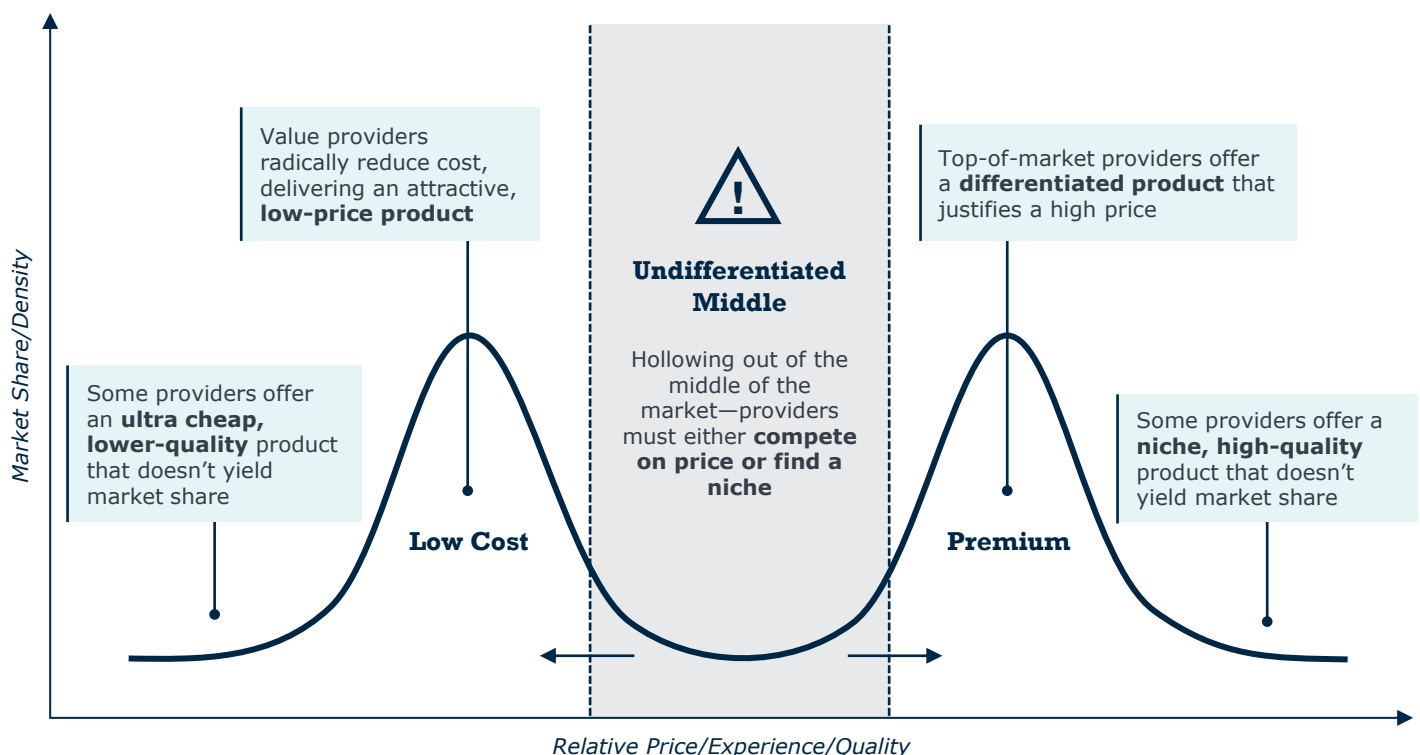 Market Share/Density
Some providers offer
an ultra cheap,
lower-quality product
that doesn’t yield
market share
Value providers
radically reduce cost,
delivering an attractive,
low-price product
Low Cost
!
Undifferentiated
Middle
Hollowing out of the
middle of the
market—providers
must either compete
on price or find a
niche
Top-of-market providers offer
a differentiated product that
justifies a high price
Premium
Some providers offer a
niche, high-quality
product that doesn’t
yield market share
Relative Price/Experience/Quality